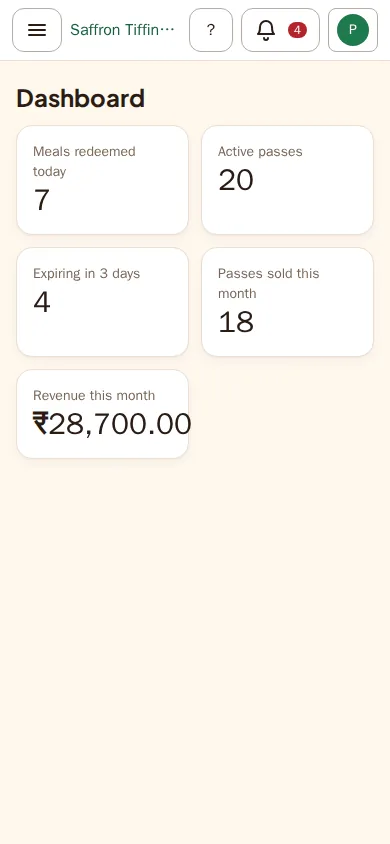 Saffron Tiffin...
?
4
P
Dashboard
Meals redeemed
today
7
Active passes
20
Expiring in 3 days
4
Passes sold this
month
18
Revenue this month
₹28,700.00